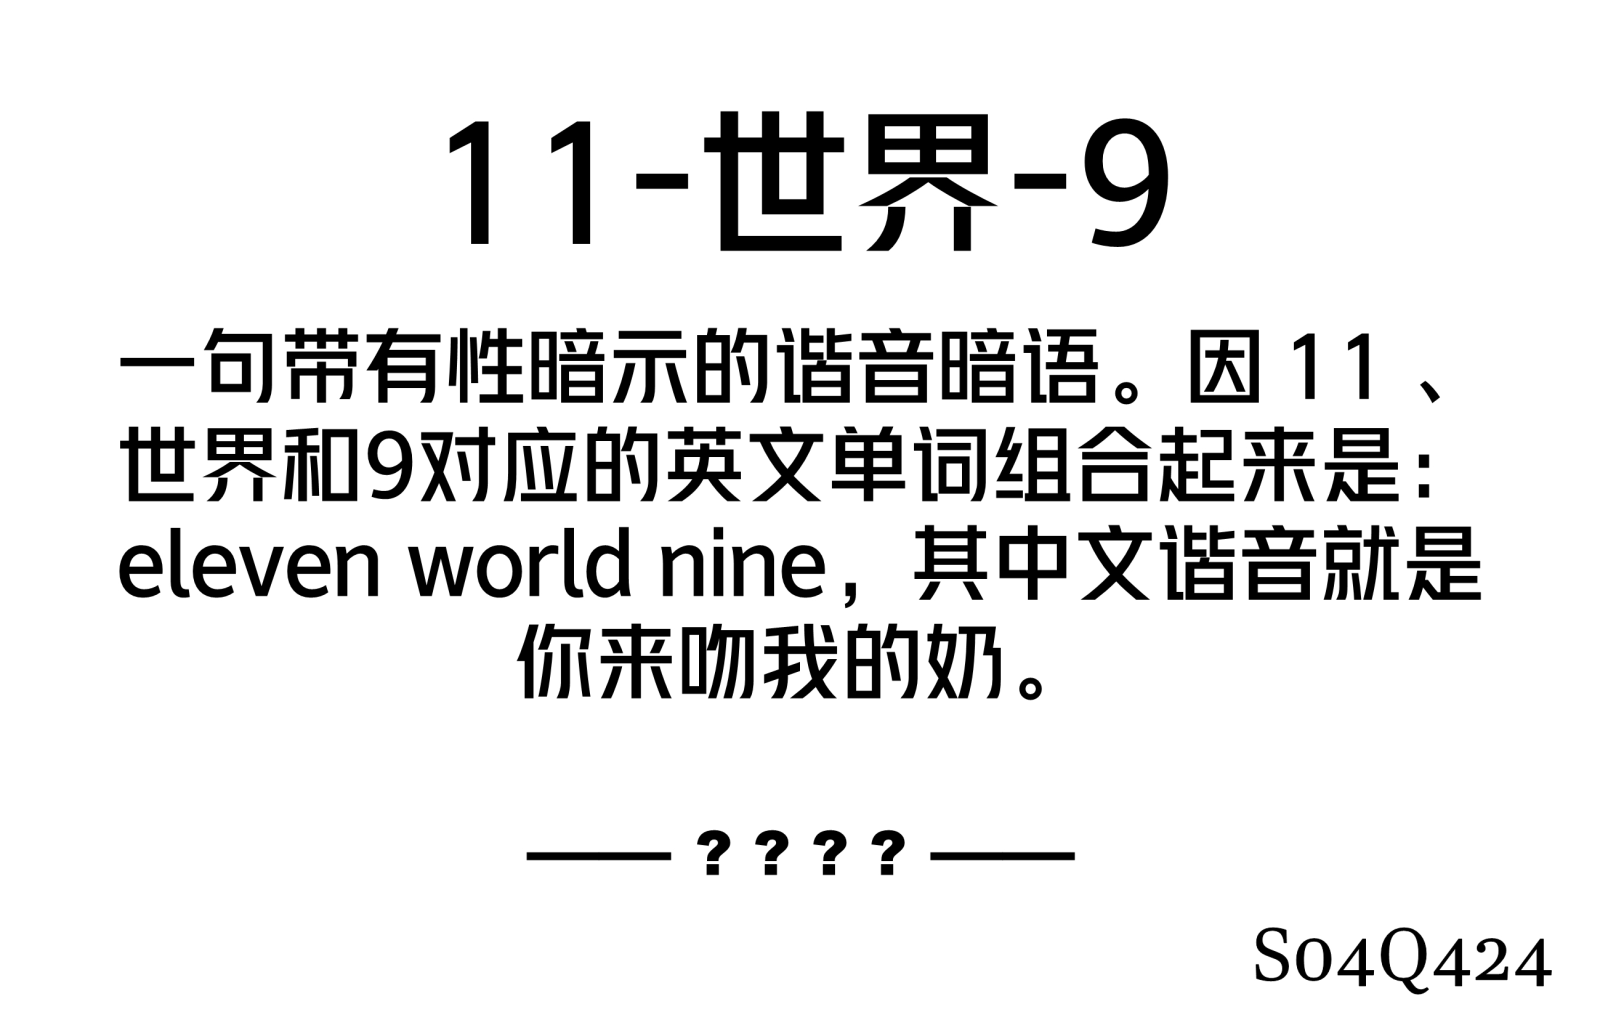 11-世界-9
一句带有性暗示的谐音暗语。因 11 、
世界和9对应的英文单词组合起来是：
eleven world nine，其中文谐音就是
你来吻我的奶。
—— ? ? ? ? ——
S04Q424